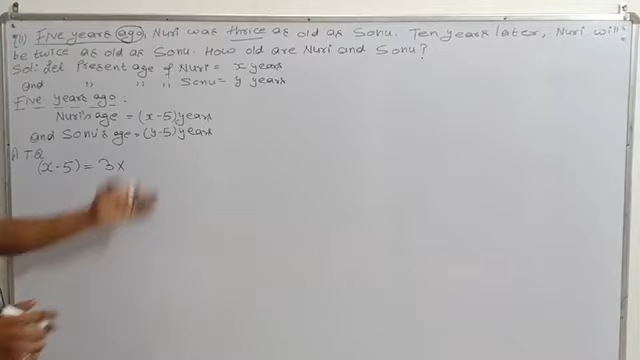 (ii) Five years ago, Nuri was thrice as old as Sonu. Ten years later, Nuri will
be twice as old as Sonu. How old are Nuri and Sonu?
Sol: Let Present age of Nuri = x years
and " " " Sonu = y years
Five years ago:
Nuri's age = (x-5) years
and Sonu's age = (y-5) years
A T Q
(x-5) = 3x